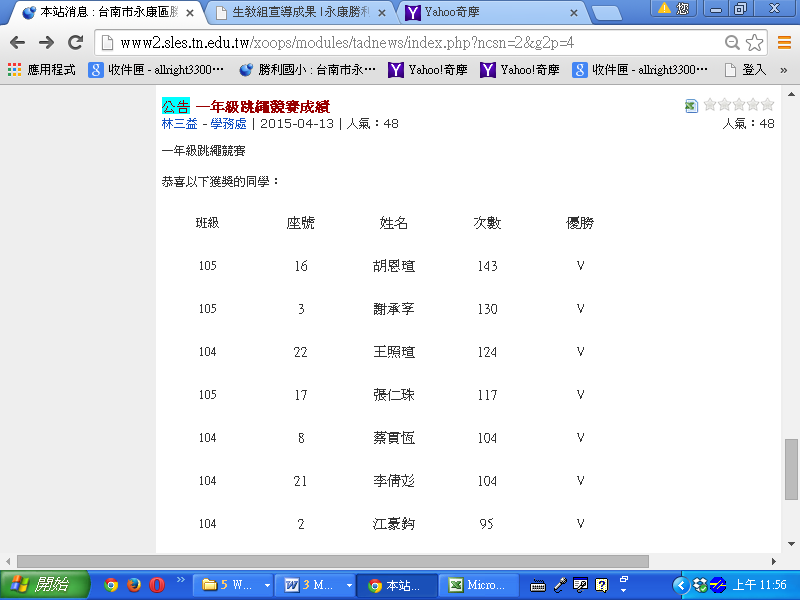 本站消息 : 台南市永康區勝
生教組宣導成果 | 永康勝利
Yahoo奇摩
您
www2.sles.tn.edu.tw/xoops/modules/tadnews/index.php?ncsn=2&g2p=4
應用程式 收件匣 - allright3300… 勝利國小 : 台南市永… Yahoo!奇摩 Yahoo!奇摩 收件匣 - allright3300… 登入 »
公告 一年級跳繩競賽成績
林三益 - 學務處 | 2015-04-13 | 人氣：48 人氣：48
一年級跳繩競賽
恭喜以下獲獎的同學：
班級 座號 姓名 次數 優勝
105 16 胡恩瑄 143 V
105 3 謝承孧 130 V
104 22 王照瑄 124 V
105 17 張仁珠 117 V
104 8 蔡貫恆 104 V
104 21 李倩彣 104 V
104 2 江豪鈞 95 V
開始 » 5 W... 3 M... 本站... Micro... 上午 11:56